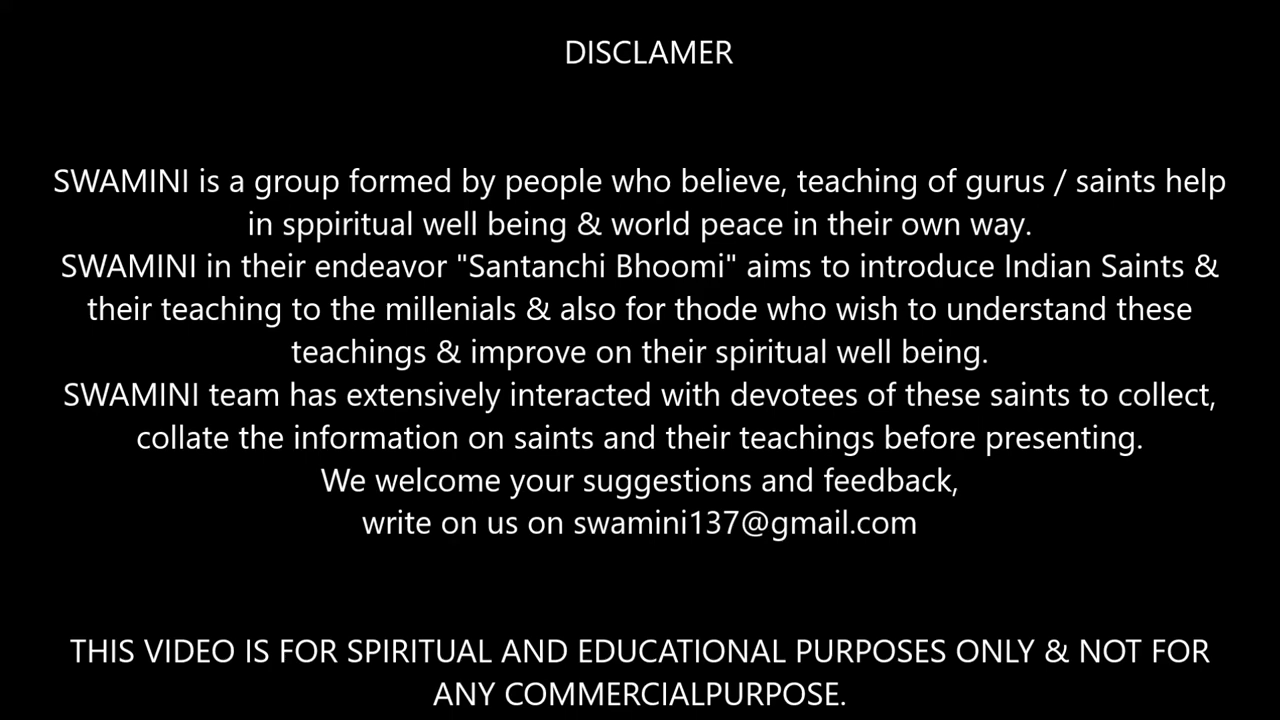 DISCLAMER
SWAMINI is a group formed by people who believe, teaching of gurus / saints help
in sppiritual well being & world peace in their own way.
SWAMINI in their endeavor "Santanchi Bhoomi" aims to introduce Indian Saints &
their teaching to the millenials & also for thode who wish to understand these
teachings & improve on their spiritual well being.
SWAMINI team has extensively interacted with devotees of these saints to collect,
collate the information on saints and their teachings before presenting.
We welcome your suggestions and feedback,
write on us on swamini137@gmail.com
THIS VIDEO IS FOR SPIRITUAL AND EDUCATIONAL PURPOSES ONLY & NOT FOR
ANY COMMERCIALPURPOSE.